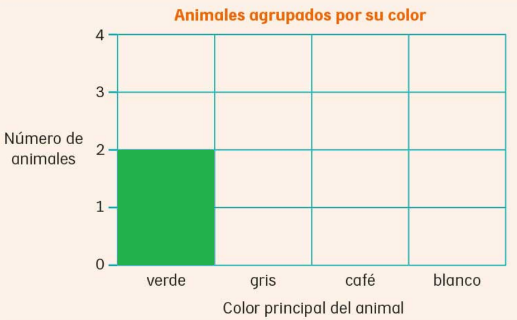 Animales agrupados por su color
4
3
Número de
animales
2
1
0
verde gris café blanco
Color principal del animal